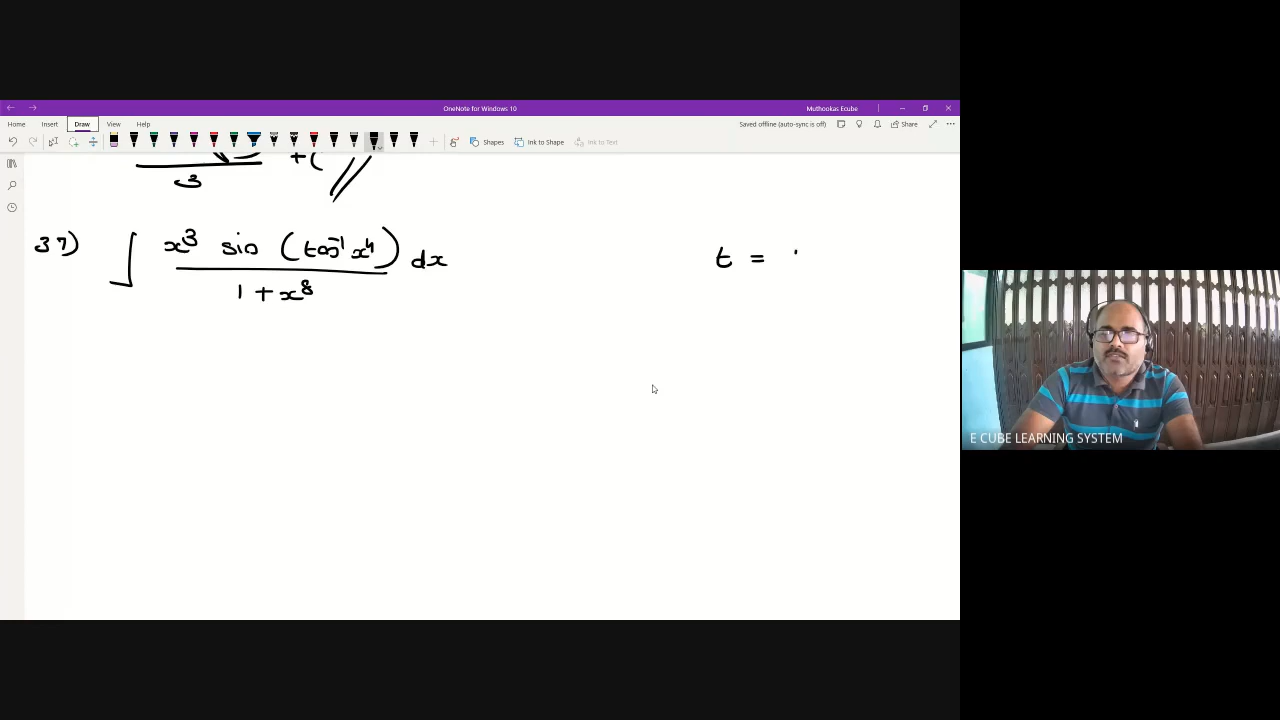 OneNote for Windows 10
Muthookas Ecube
Home Insert Draw View Help
Saved offline (auto-sync is off) Share
Shapes Ink to Shape Ink to Text
3 +C
37) ∫ x³ sin (tan⁻¹ x⁴) / 1 + x⁸ dx t =
E CUBE LEARNING SYSTEM